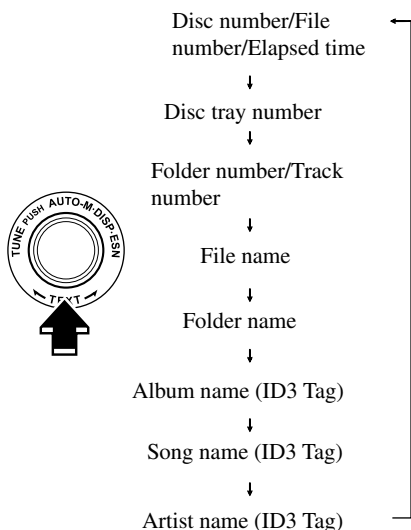 Disc number/File
number/Elapsed time
Disc tray number
Folder number/Track
number
File name
Folder name
Album name (ID3 Tag)
Song name (ID3 Tag)
Artist name (ID3 Tag)
TUNE PUSH AUTO-M·DISP·ESN
TEXT